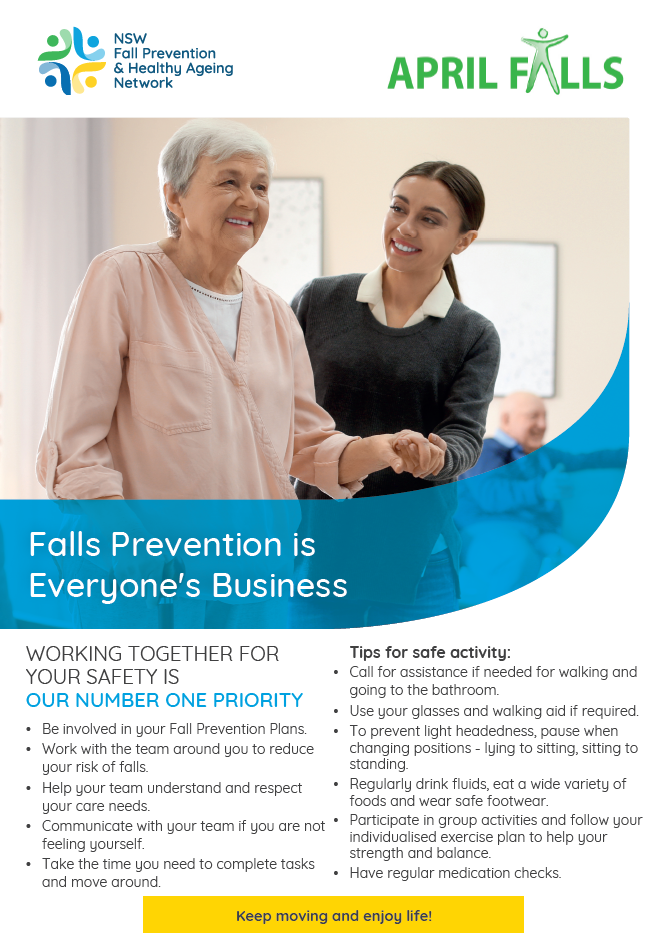 NSW
Fall Prevention
& Healthy Ageing
Network
APRIL FALLS
Falls Prevention is
Everyone's Business
WORKING TOGETHER FOR
YOUR SAFETY IS
OUR NUMBER ONE PRIORITY
• Be involved in your Fall Prevention Plans.
• Work with the team around you to reduce
your risk of falls.
• Help your team understand and respect
your care needs.
• Communicate with your team if you are not
feeling yourself.
• Take the time you need to complete tasks
and move around.
Tips for safe activity:
• Call for assistance if needed for walking and
going to the bathroom.
• Use your glasses and walking aid if required.
• To prevent light headedness, pause when
changing positions - lying to sitting, sitting to
standing.
• Regularly drink fluids, eat a wide variety of
foods and wear safe footwear.
• Participate in group activities and follow your
individualised exercise plan to help your
strength and balance.
• Have regular medication checks.
Keep moving and enjoy life!